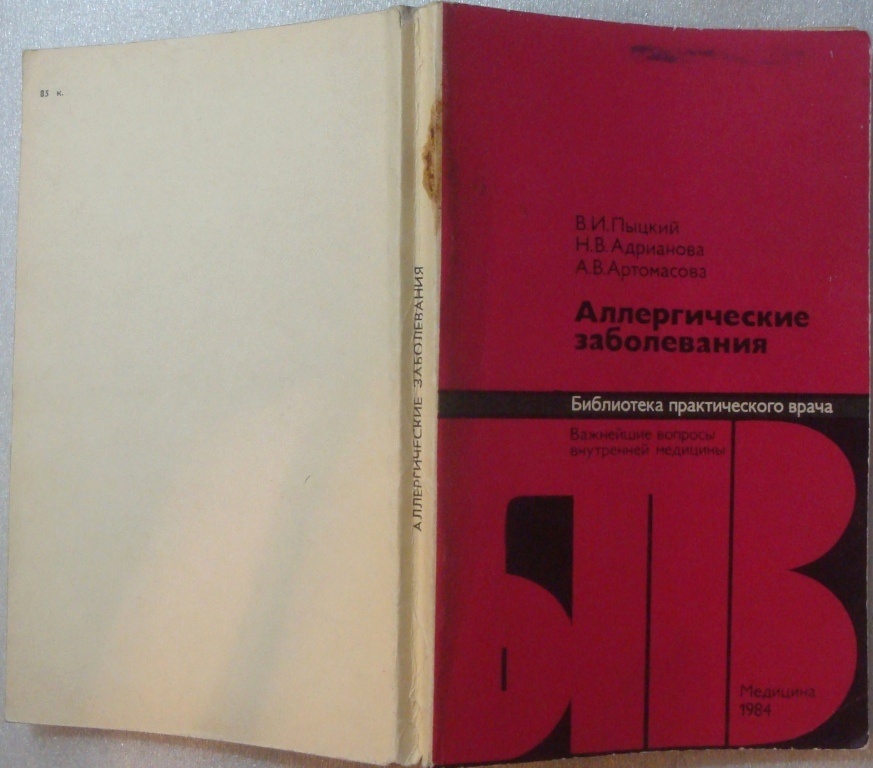 85 к.
АЛЛЕРГИЧЕСКИЕ ЗАБОЛЕВАНИЯ
В.И.Пыцкий
Н.В.Адрианова
А.В.Артомасова
Аллергические
заболевания
Библиотека практического врача
Важнейшие вопросы
внутренней медицины
БПВ
Медицина
1984